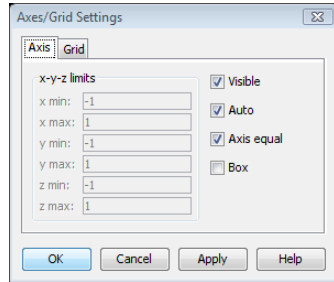 Axes/Grid Settings
Axis Grid
x-y-z limits
x min: -1
x max: 1
y min: -1
y max: 1
z min: -1
z max: 1
Visible
Auto
Axis equal
Box
OK Cancel Apply Help